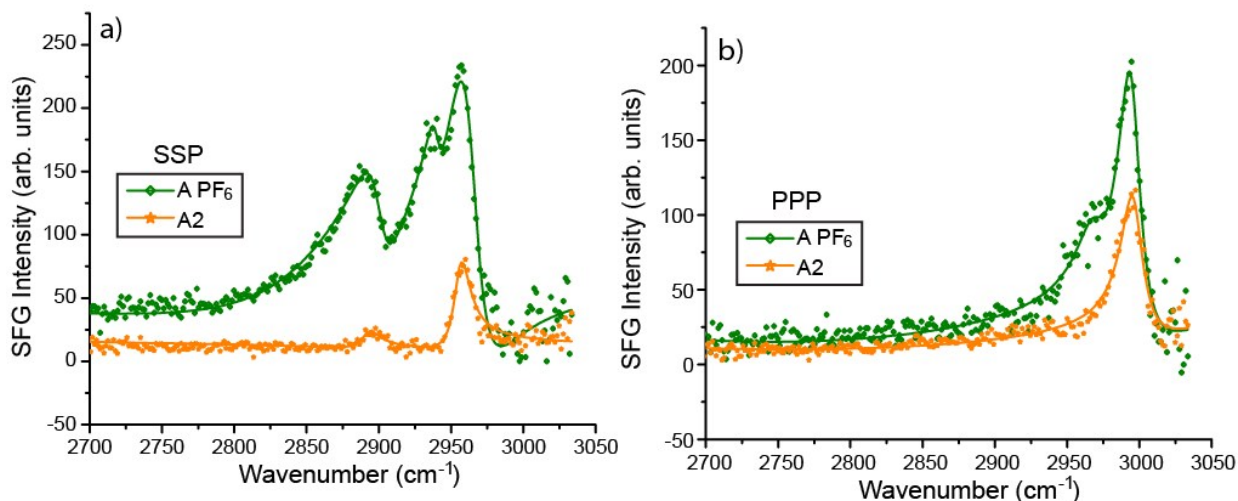 a)
SFG Intensity (arb. units)
250
200
150
100
50
0
-50
SSP
A PF₆
A2
2700 2750 2800 2850 2900 2950 3000 3050
Wavenumber (cm⁻¹)
b)
SFG Intensity (arb. units)
200
150
100
50
0
-50
PPP
A PF₆
A2
2700 2750 2800 2850 2900 2950 3000 3050
Wavenumber (cm⁻¹)